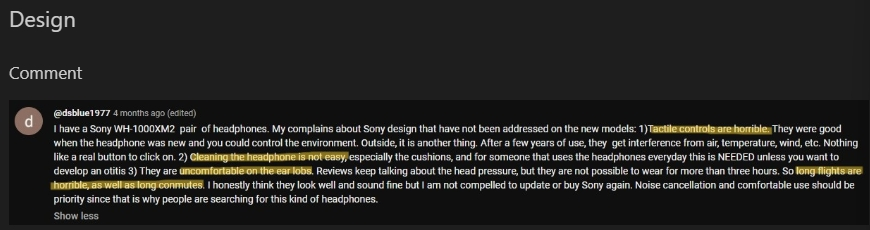 Design
Comment
d
@dsblue1977 4 months ago (edited)
I have a Sony WH-1000XM2 pair of headphones. My complains about Sony design that have not been addressed on the new models: 1)Tactile controls are horrible. They were good
when the headphone was new and you could control the environment. Outside, it is another thing. After a few years of use, they get interference from air, temperature, wind, etc. Nothing
like a real button to click on. 2) Cleaning the headphone is not easy, especially the cushions, and for someone that uses the headphones everyday this is NEEDED unless you want to
develop an otitis 3) They are uncomfortable on the ear lobs. Reviews keep talking about the head pressure, but they are not possible to wear for more than three hours. So long flights are
horrible, as well as long conmutes. I honestly think they look well and sound fine but I am not compelled to update or buy Sony again. Noise cancellation and comfortable use should be
priority since that is why people are searching for this kind of headphones.
Show less